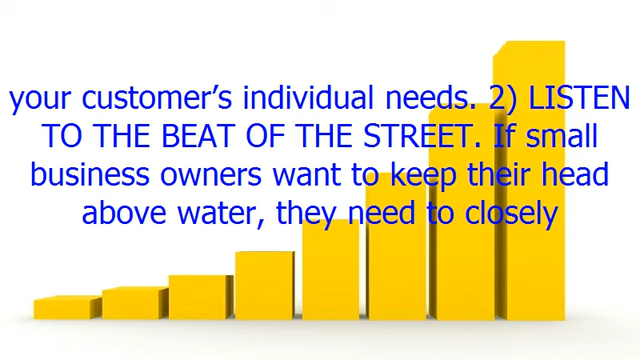 your customer’s individual needs. 2) LISTEN
TO THE BEAT OF THE STREET. If small
business owners want to keep their head
above water, they need to closely